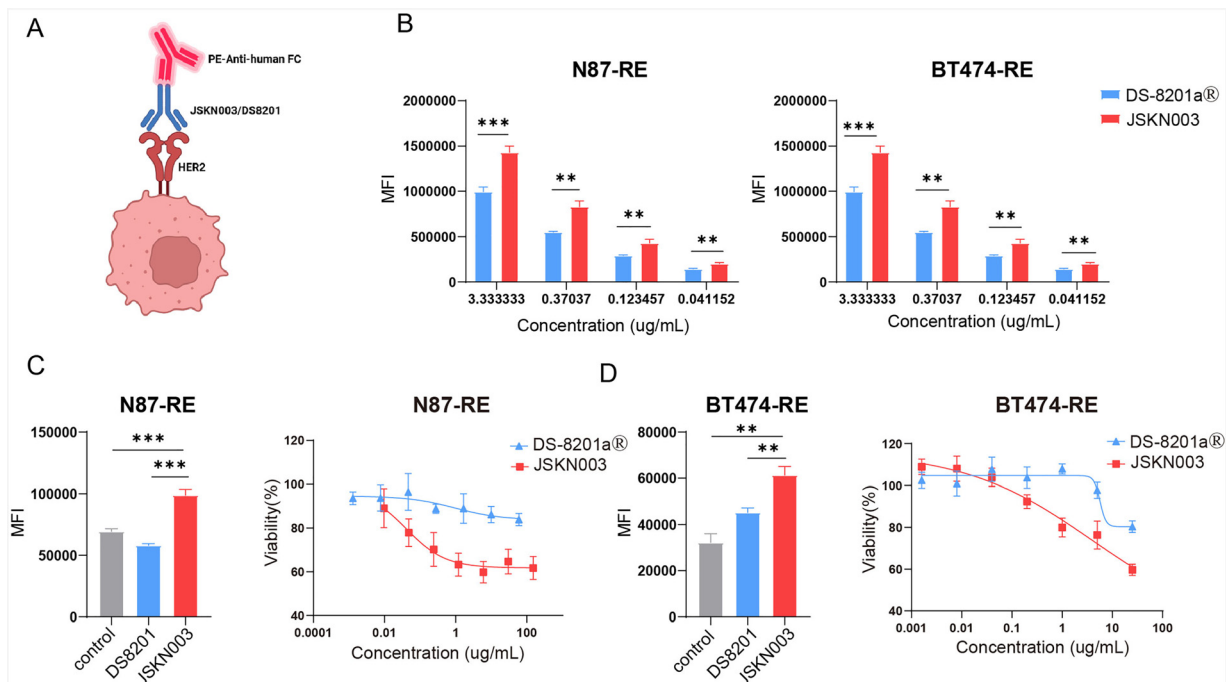 A
PE-Anti-human FC
JSKN003/DS8201
HER2
B
N87-RE
2000000
1500000
1000000
500000
0
MFI
***
**
**
**
3.3333333
0.37037
0.123457
0.041152
Concentration (ug/mL)
BT474-RE
2000000
1500000
1000000
500000
0
MFI
***
**
**
**
3.3333333
0.37037
0.123457
0.041152
Concentration (ug/mL)
DS-8201a®
JSKN003
C
N87-RE
150000
100000
50000
0
MFI
***
***
control
DS8201
JSKN003
N87-RE
120
100
80
60
40
Viability(%)
DS-8201a®
JSKN003
0.0001
0.01
1
100
Concentration (ug/mL)
D
BT474-RE
80000
60000
40000
20000
0
MFI
**
**
control
DS8201
JSKN003
BT474-RE
120
100
80
60
40
Viability(%)
DS-8201a®
JSKN003
0.001
0.01
0.1
1
10
100
Concentration (ug/mL)